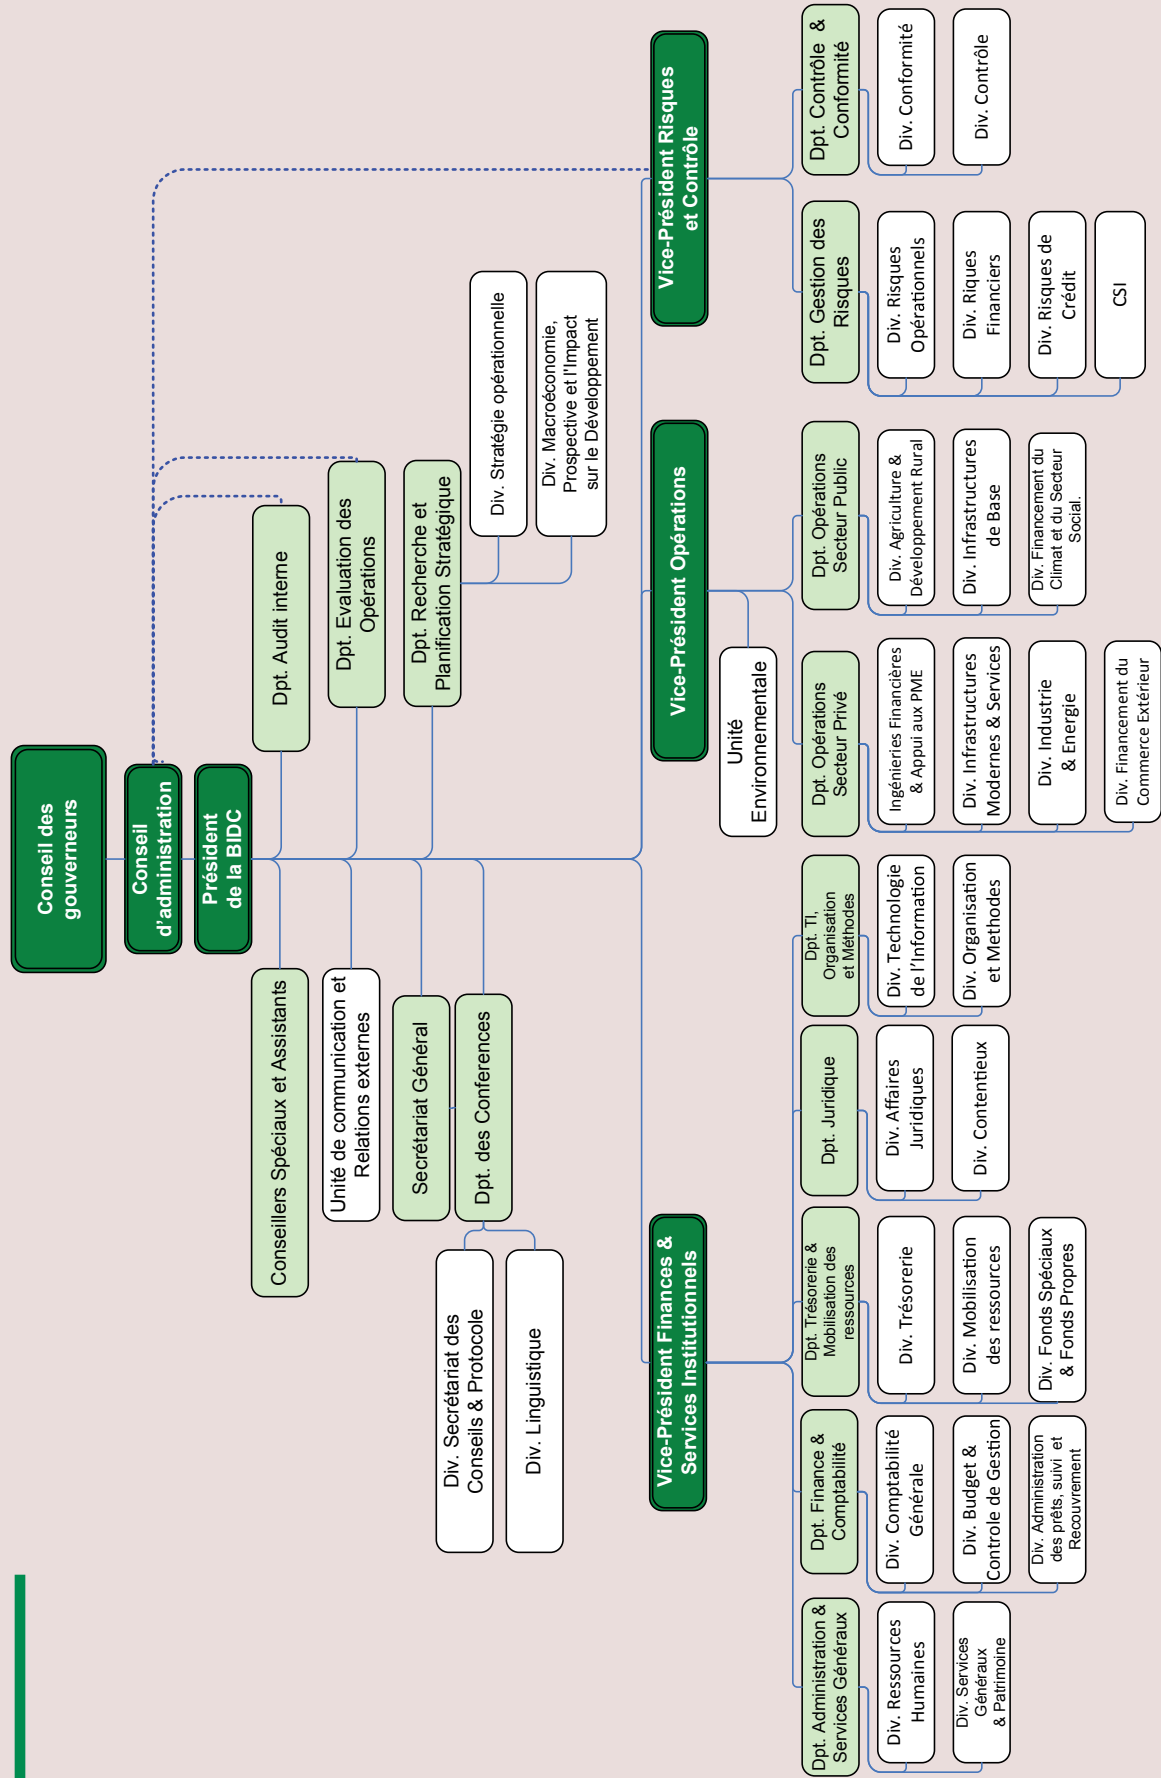 Conseil des
gouverneurs
Conseil
d'administration
Président
de la BIDC
Conseillers Spéciaux et Assistants
Dpt. Audit interne
Unité de communication et
Relations externes
Dpt. Evaluation des
Opérations
Secrétariat Général
Dpt. Recherche et
Planification Stratégique
Dpt. des Conferences
Div. Secrétariat des
Conseils & Protocole
Div. Linguistique
Div. Stratégie opérationnelle
Div. Macroéconomie,
Prospective et l'Impact
sur le Développement
Vice-Président Finances &
Services Institutionnels
Vice-Président Opérations
Vice-Président Risques
et Contrôle
Unité
Environnementale
Dpt. Administration &
Services Généraux
Div. Ressources
Humaines
Div. Services
Généraux
& Patrimoine
Dpt. Finance &
Comptabilité
Div. Comptabilité
Générale
Div. Budget &
Controle de Gestion
Div. Administration
des prêts, suivi et
Recouvrement
Dpt. Trésorerie &
Mobilisation des
ressources
Div. Trésorerie
Div. Mobilisation
des ressources
Div. Fonds Spéciaux
& Fonds Propres
Dpt. Juridique
Div. Affaires
Juridiques
Div. Contentieux
Dpt. TI,
Organisation
et Méthodes
Div. Technologie
de l'Information
Div. Organisation
et Methodes
Dpt. Opérations
Secteur Privé
Ingénieries Financières
& Appui aux PME
Div. Infrastructures
Modernes & Services
Div. Industrie
& Energie
Div. Financement du
Commerce Extérieur
Dpt. Opérations
Secteur Public
Div. Agriculture &
Développement Rural
Div. Infrastructures
de Base
Div. Financement du
Climat et du Secteur
Social.
Dpt. Gestion des
Risques
Div. Risques
Opérationnels
Div. Riques
Financiers
Div. Risques de
Crédit
CSI
Dpt. Contrôle &
Conformité
Div. Conformité
Div. Contrôle